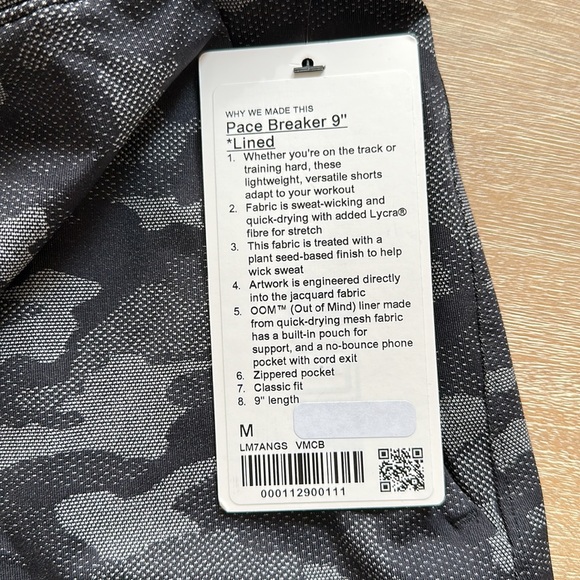 WHY WE MADE THIS
Pace Breaker 9"
*Lined
1. Whether you're on the track or
training hard, these
lightweight, versatile shorts
adapt to your workout
2. Fabric is sweat-wicking and
quick-drying with added Lycra®
fibre for stretch
3. This fabric is treated with a
plant seed-based finish to help
wick sweat
4. Artwork is engineered directly
into the jacquard fabric
5. OOM™ (Out of Mind) liner made
from quick-drying mesh fabric
has a built-in pouch for
support, and a no-bounce phone
pocket with cord exit
6. Zippered pocket
7. Classic fit
8. 9" length
M
LM7ANGS VMCB
000112900111